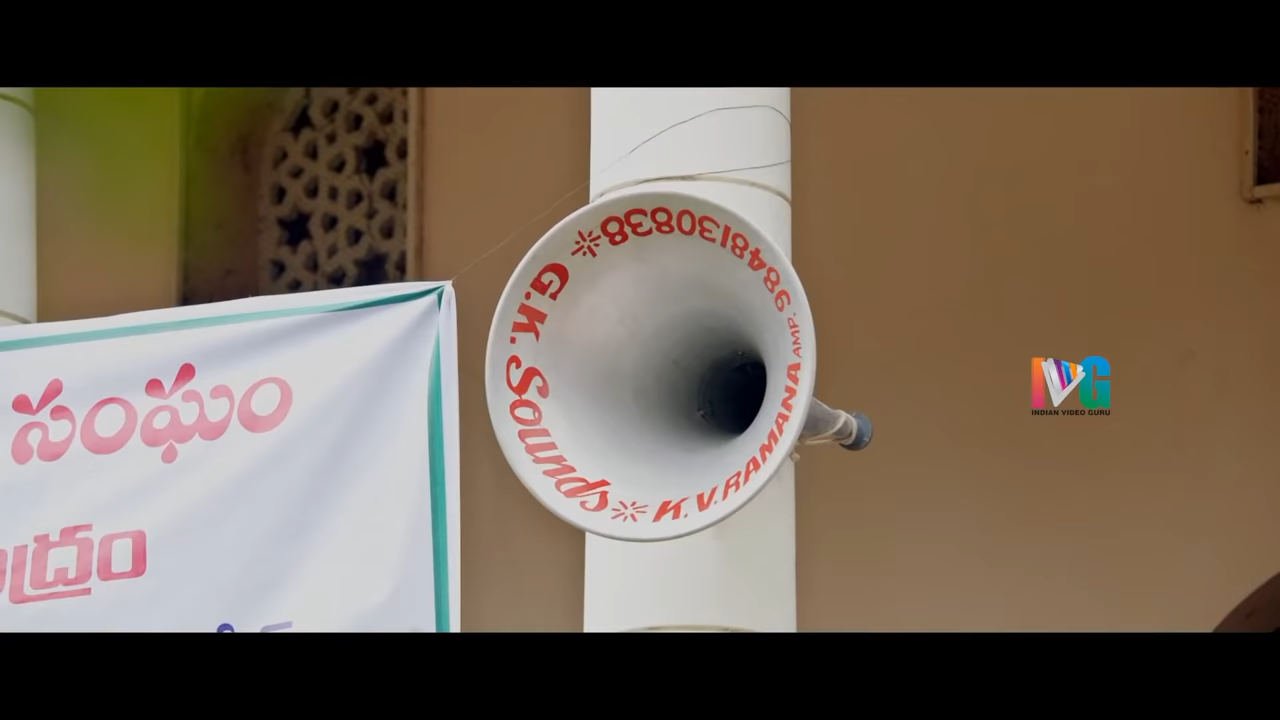 సంఘం
G.K. Sounds
K.V. RAMANA AMP: 9848130838
IVG
INDIAN VIDEO GURU